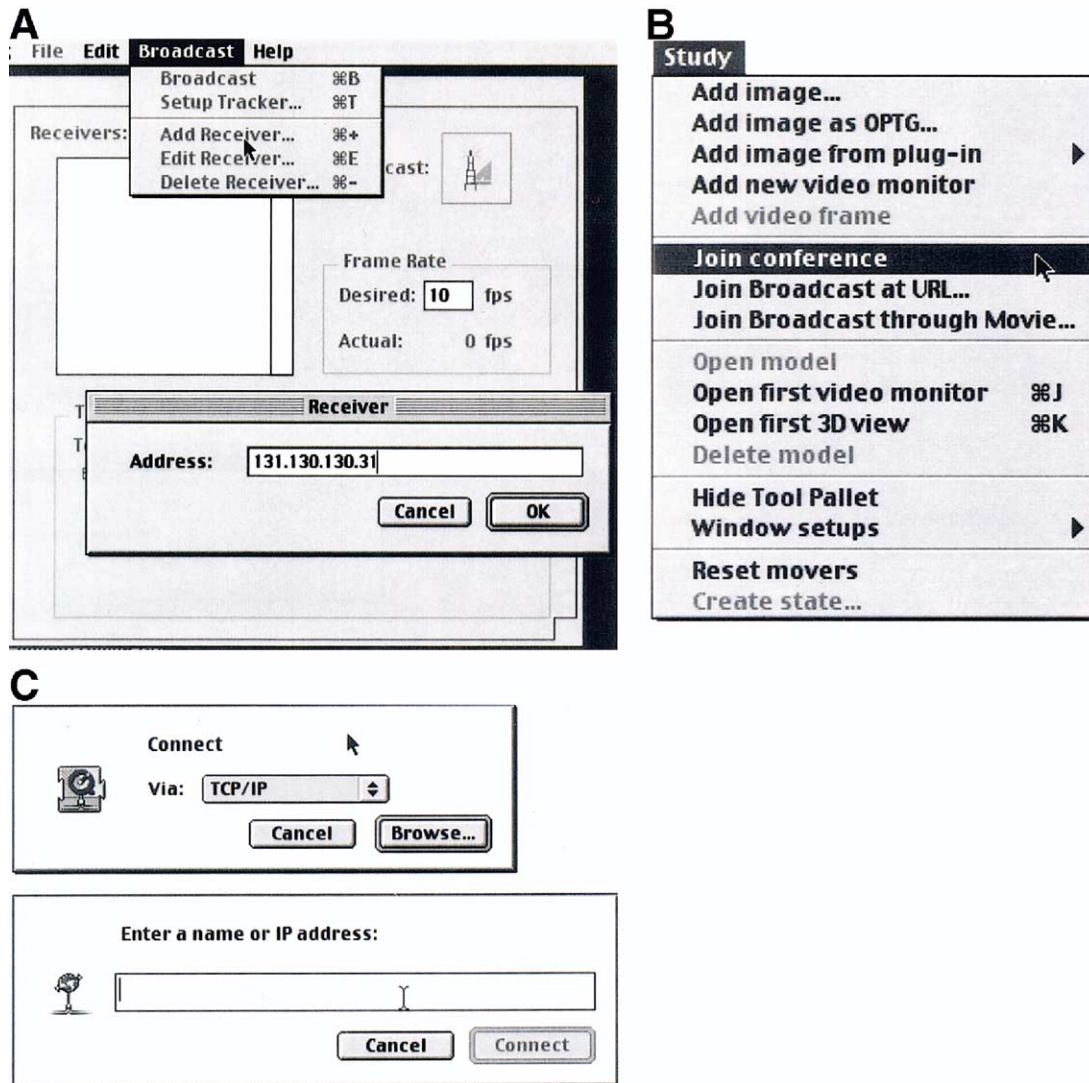 A
File Edit Broadcast Help
Broadcast ⌘B
Setup Tracker... ⌘T
Add Receiver... ⌘+
Edit Receiver... ⌘E
Delete Receiver... ⌘-
Receivers:
cast:
Frame Rate
Desired: 10 fps
Actual: 0 fps
Receiver
Address: 131.130.130.31
Cancel OK
B
Study
Add image...
Add image as OPTG...
Add image from plug-in
Add new video monitor
Add video frame
Join conference
Join Broadcast at URL...
Join Broadcast through Movie...
Open model
Open first video monitor ⌘J
Open first 3D view ⌘K
Delete model
Hide Tool Pallet
Window setups
Reset movers
Create state...
C
Connect
Via: TCP/IP
Cancel Browse...
Enter a name or IP address:
Cancel Connect